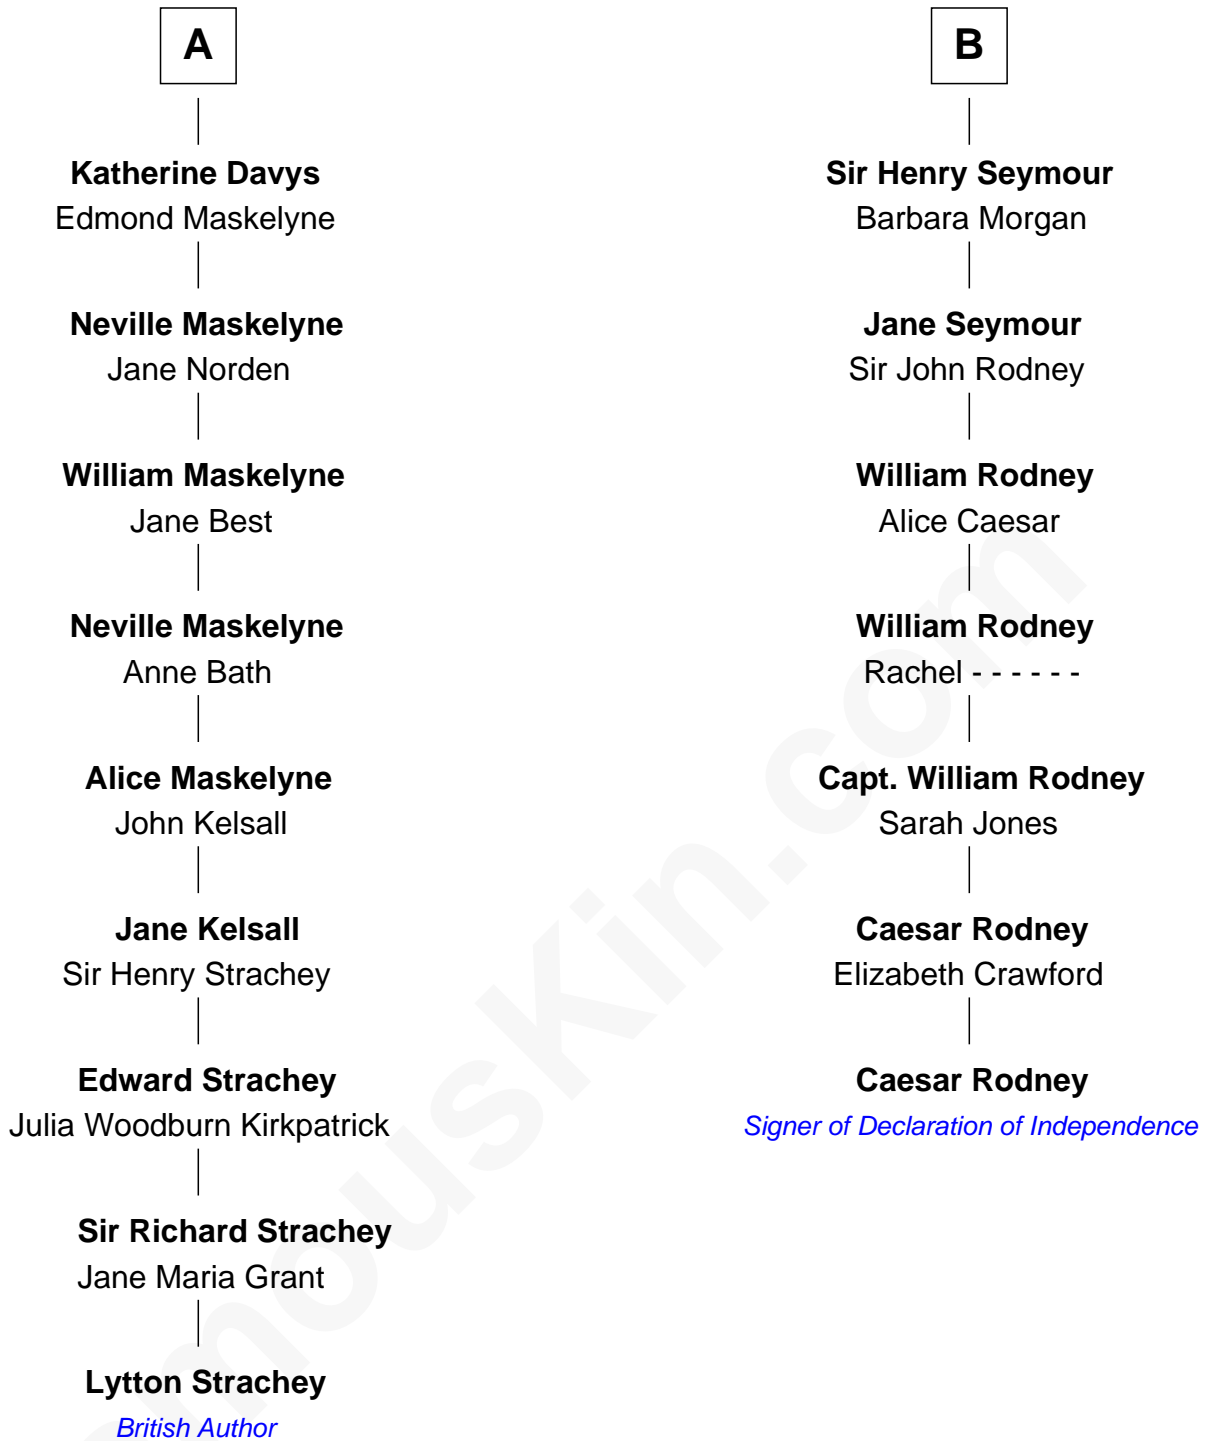 A
Katherine Davys
Edmond Maskelyne
Neville Maskelyne
Jane Norden
William Maskelyne
Jane Best
Neville Maskelyne
Anne Bath
Alice Maskelyne
John Kelsall
Jane Kelsall
Sir Henry Strachey
Edward Strachey
Julia Woodburn Kirkpatrick
Sir Richard Strachey
Jane Maria Grant
Lytton Strachey
British Author
B
Sir Henry Seymour
Barbara Morgan
Jane Seymour
Sir John Rodney
William Rodney
Alice Caesar
William Rodney
Rachel - - - - - -
Capt. William Rodney
Sarah Jones
Caesar Rodney
Elizabeth Crawford
Caesar Rodney
Signer of Declaration of Independence
mousKin.com